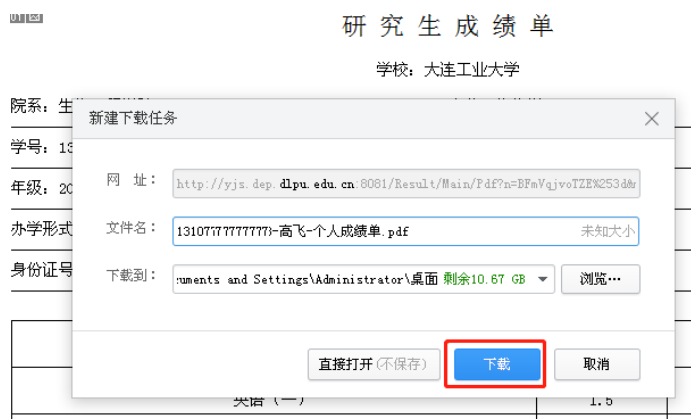 研究生成绩单
学校：大连工业大学
院系：生
新建下载任务
学号：13
网 址： http://yjs.dep.dlpu.edu.cn:8081/Result/Main/Pdf?n=BFmVqjvoTZE%253d&
年级：20
文件名： -高飞-个人成绩单.pdf 未知大小
办学形式
下载到： uments and Settings\Administrator\桌面 剩余10.67 GB 浏览…
身份证号
直接打开(不保存) 下载 取消
英语（一） 1.5